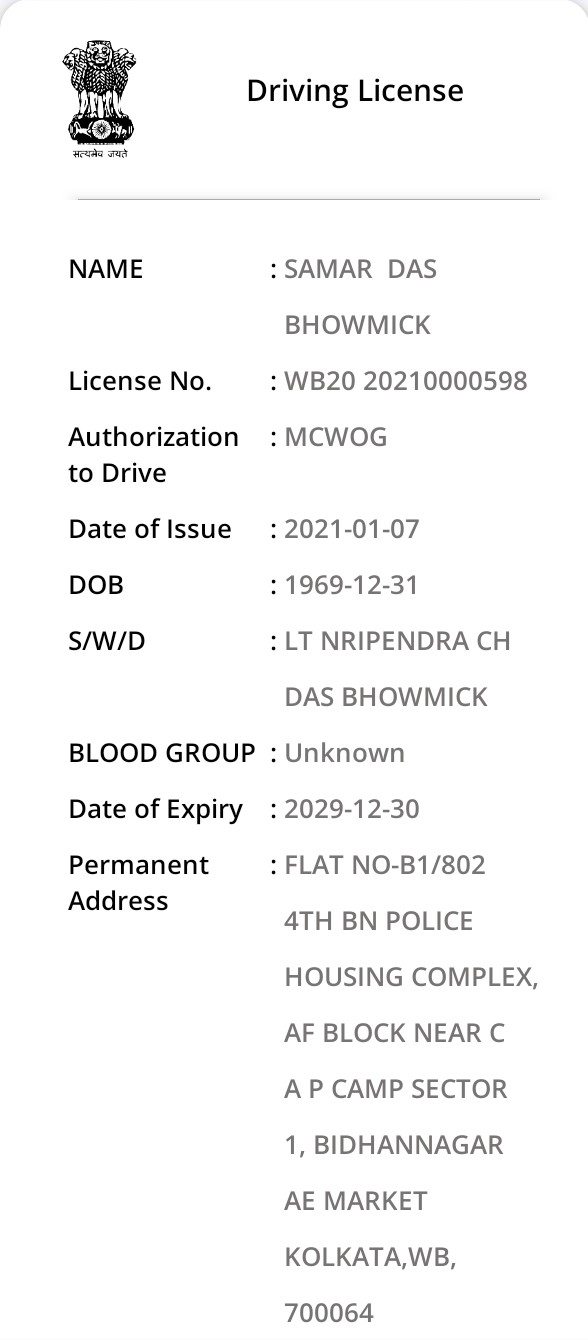 सत्यमेव जयते
Driving License
NAME : SAMAR DAS
BHOWMICK
License No. : WB20 20210000598
Authorization : MCWOG
to Drive
Date of Issue : 2021-01-07
DOB : 1969-12-31
S/W/D : LT NRIPENDRA CH
DAS BHOWMICK
BLOOD GROUP : Unknown
Date of Expiry : 2029-12-30
Permanent : FLAT NO-B1/802
Address
4TH BN POLICE
HOUSING COMPLEX,
AF BLOCK NEAR C
A P CAMP SECTOR
1, BIDHANNAGAR
AE MARKET
KOLKATA,WB,
700064